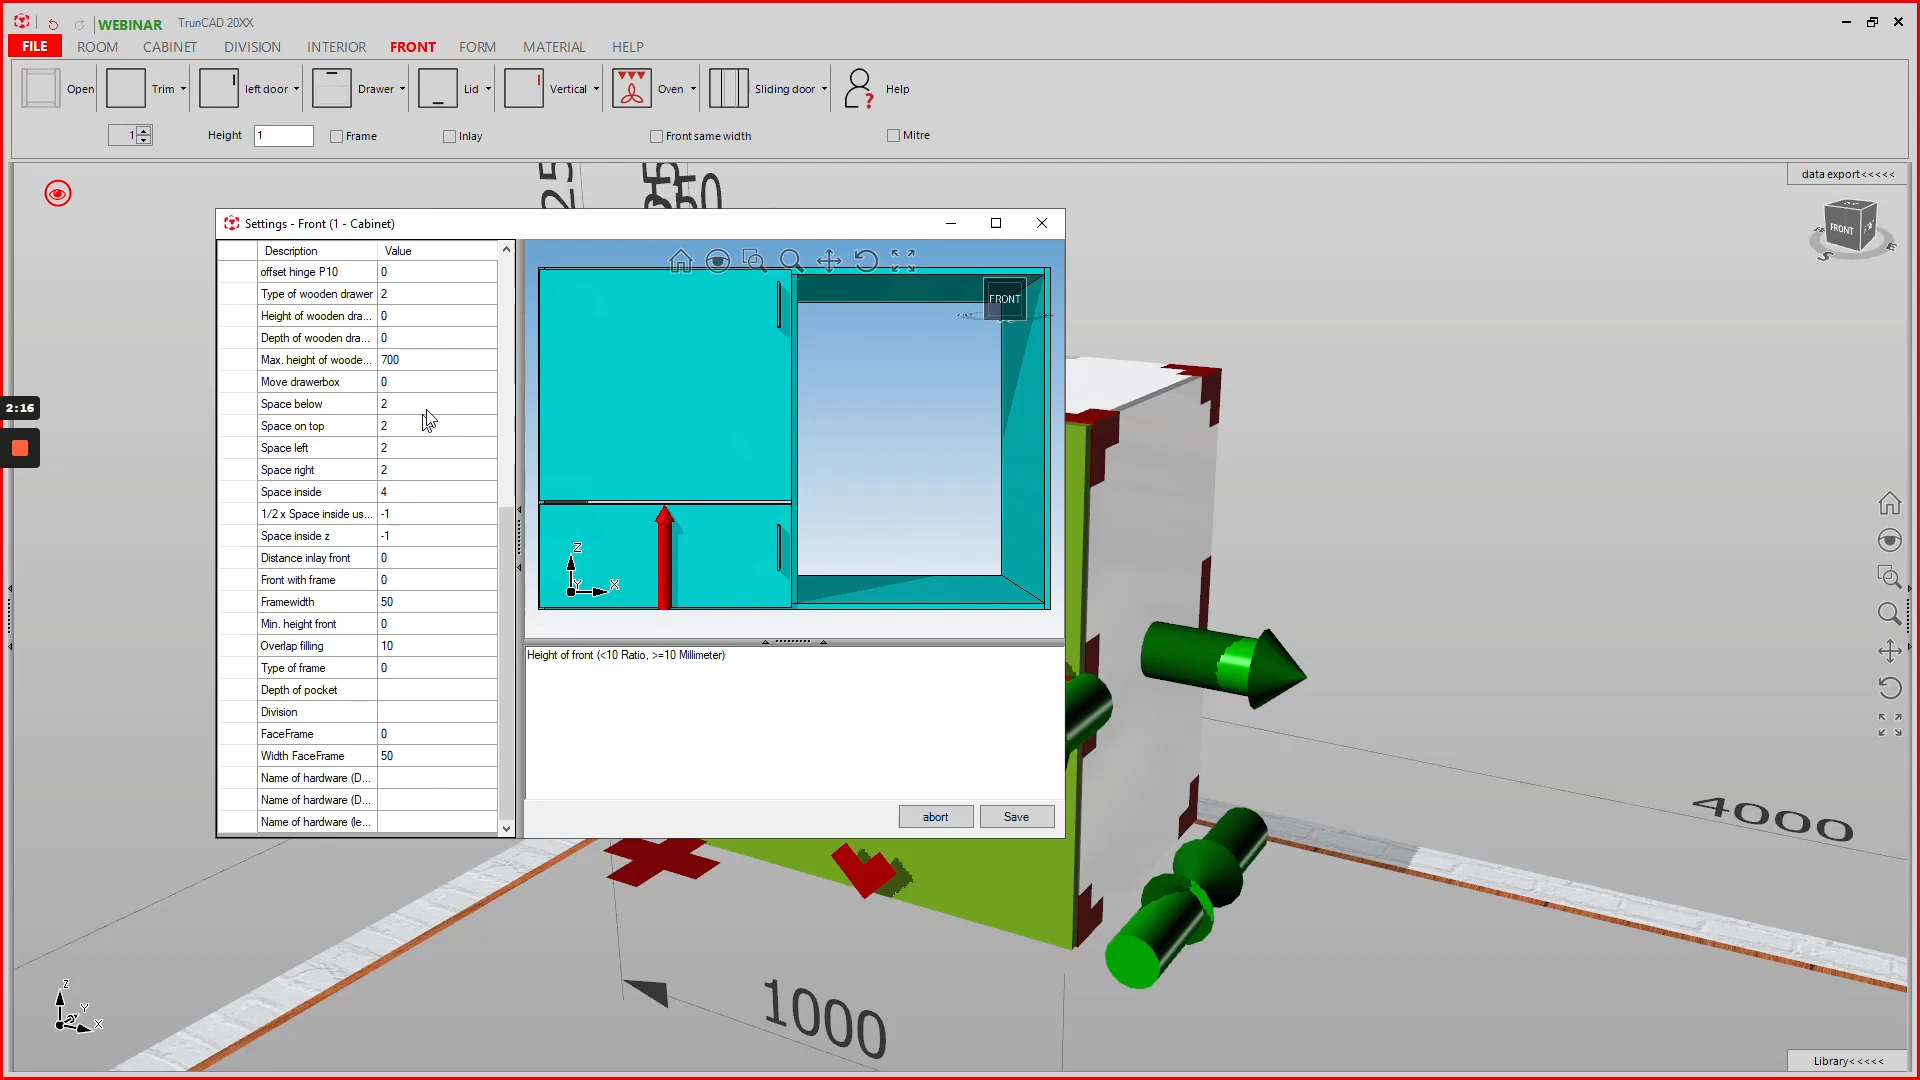 WEBINAR TrunCAD 20XX
FILE ROOM CABINET DIVISION INTERIOR FRONT FORM MATERIAL HELP
Open Trim left door Drawer Lid Vertical Oven Sliding door Help
1 Height 1 Frame Inlay Front same width Mitre
data export<<<<<
FRONT
Settings - Front (1 - Cabinet)
Description Value
offset hinge P10 0
Type of wooden drawer 2
Height of wooden dra... 0
Depth of wooden dra... 0
Max. height of woode... 700
Move drawerbox 0
Space below 2
Space on top 2
Space left 2
Space right 2
Space inside 4
1/2 x Space inside us... -1
Space inside z -1
Distance inlay front 0
Front with frame 0
Framewidth 50
Min. height front 0
Overlap filling 10
Type of frame 0
Depth of pocket
Division
FaceFrame 0
Width FaceFrame 50
Name of hardware (D...
Name of hardware (D...
Name of hardware (le...
FRONT
Z
Y
X
Height of front (<10 Ratio, >=10 Millimeter)
abort Save
2:16
4000
1000
Z
Y
X
Library<<<<<